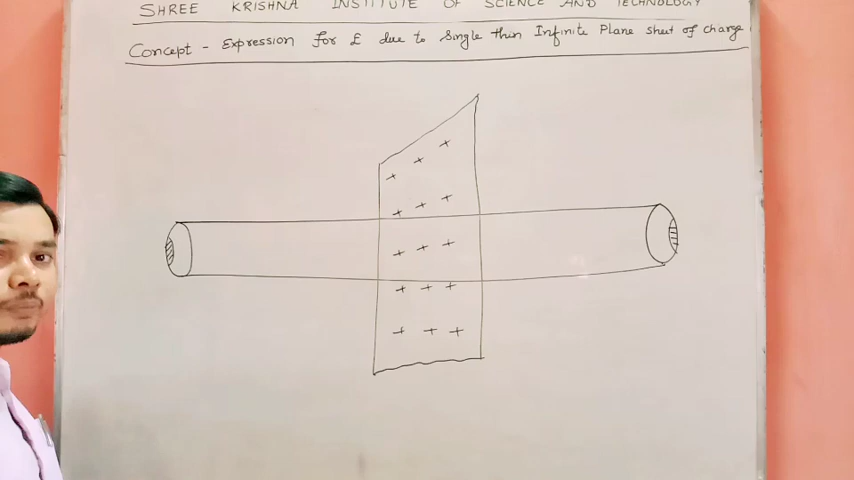 SHREE KRISHNA INSTITUTE OF SCIENCE AND TECHNOLOGY
Concept - Expression for E due to Single thin Infinite Plane sheet of charge
+ + +
+ + +
+ + +
+ + +
+ + +